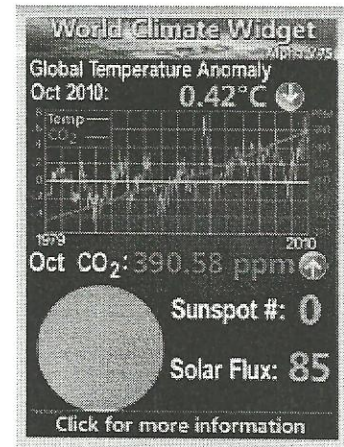 World Climate Widget
Global Temperature Anomaly
Oct 2010: 0.42°C
Temp
CO2
1979 2010
Oct CO2: 390.58 ppm
Sunspot #: 0
Solar Flux: 85
Click for more information